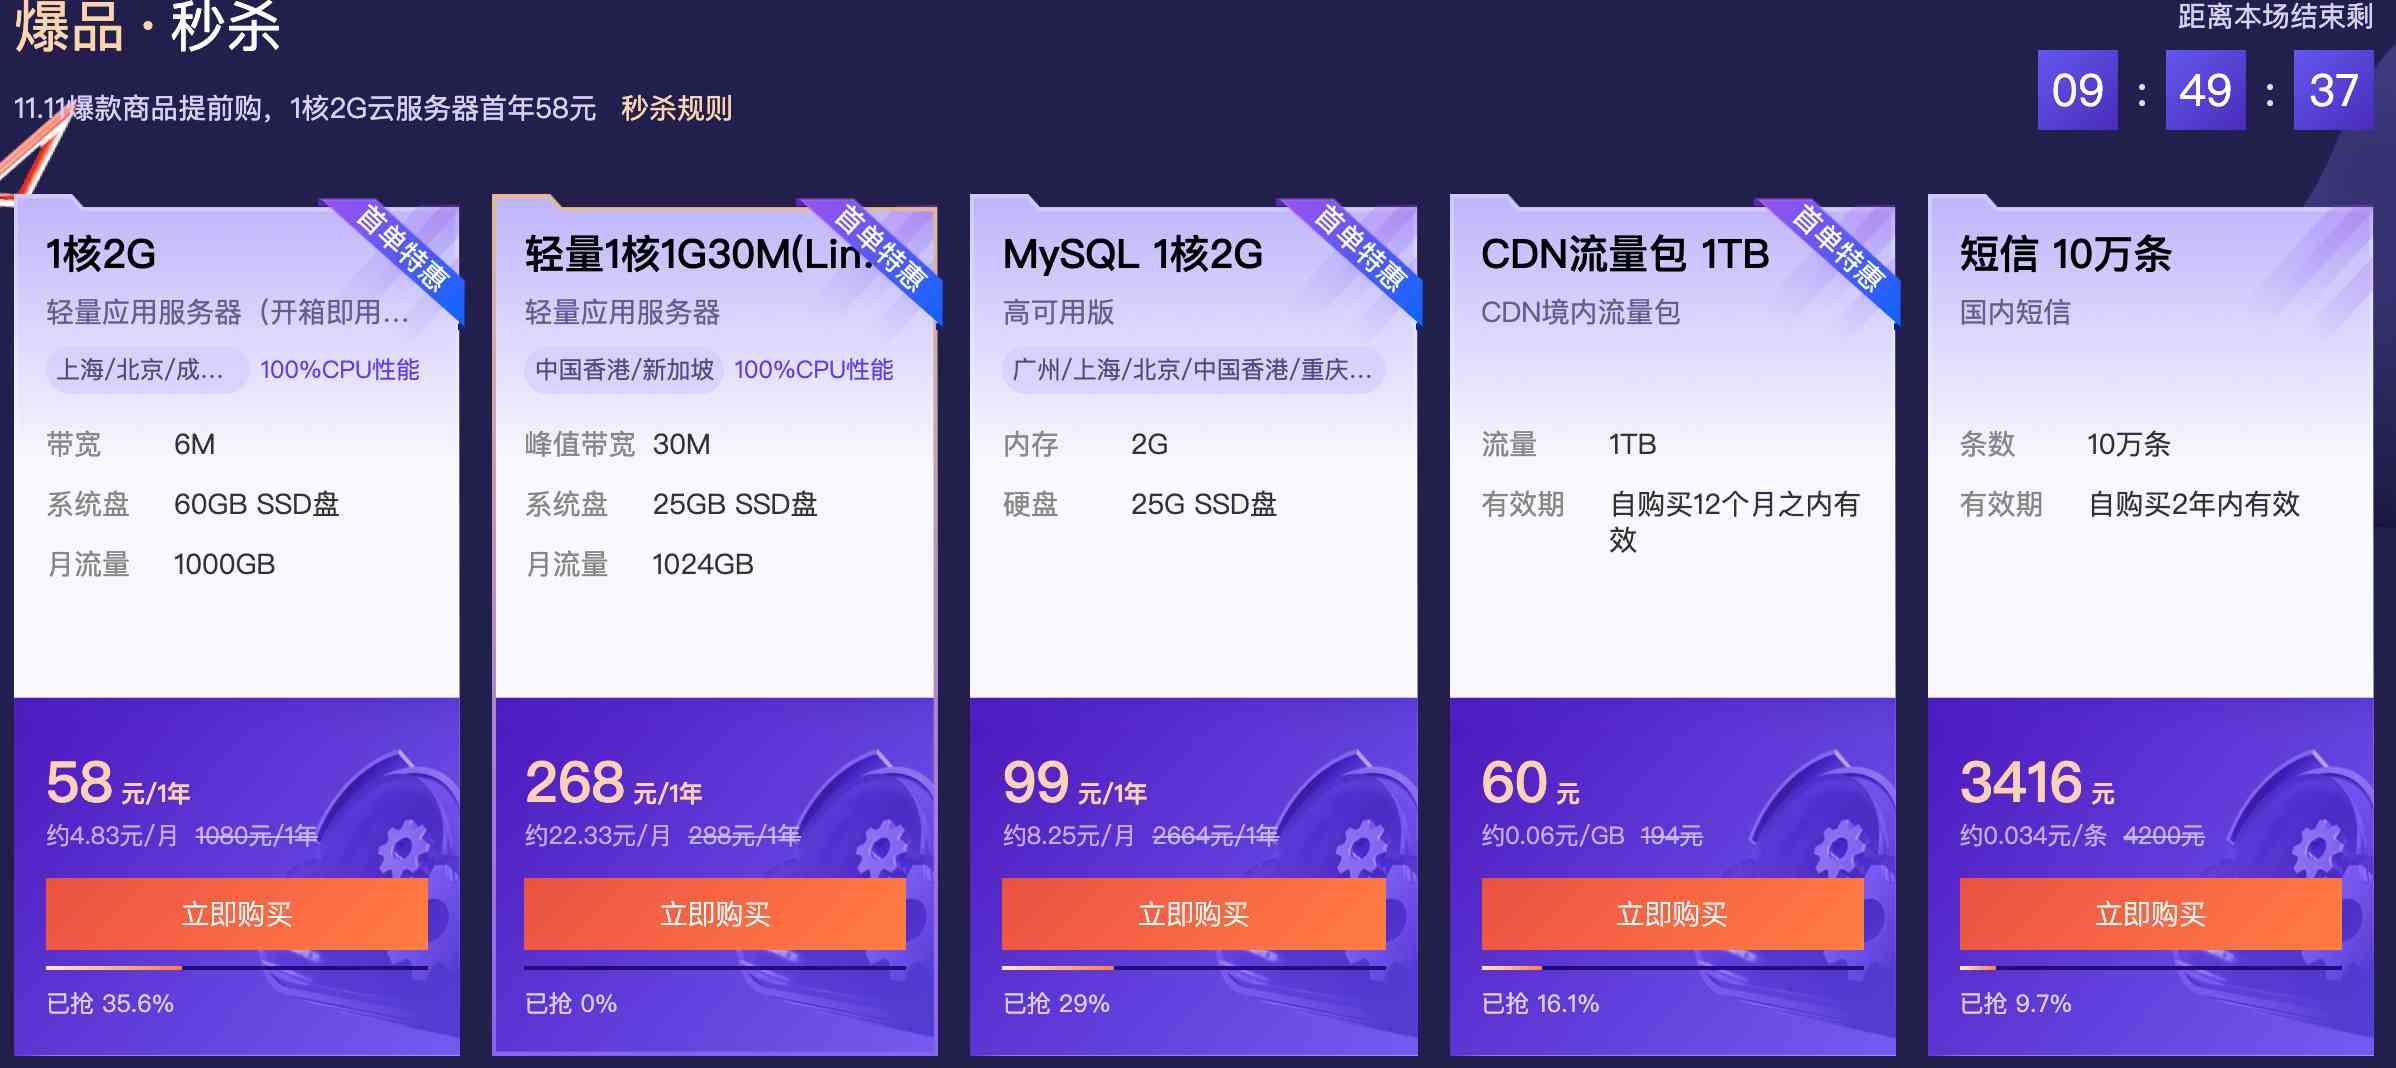 爆品 · 秒杀
距离本场结束剩
09 : 49 : 37
11.11爆款商品提前购，1核2G云服务器首年58元 秒杀规则
1核2G
首单特惠
轻量应用服务器（开箱即用...
上海/北京/成... 100%CPU性能
带宽 6M
系统盘 60GB SSD盘
月流量 1000GB
58 元/1年
约4.83元/月 1080元/1年
立即购买
已抢 35.6%
轻量1核1G30M(Lin.
首单特惠
轻量应用服务器
中国香港/新加坡 100%CPU性能
峰值带宽 30M
系统盘 25GB SSD盘
月流量 1024GB
268 元/1年
约22.33元/月 288元/1年
立即购买
已抢 0%
MySQL 1核2G
首单特惠
高可用版
广州/上海/北京/中国香港/重庆...
内存 2G
硬盘 25G SSD盘
99 元/1年
约8.25元/月 2664元/1年
立即购买
已抢 29%
CDN流量包 1TB
首单特惠
CDN境内流量包
流量 1TB
有效期 自购买12个月之内有
效
60 元
约0.06元/GB 194元
立即购买
已抢 16.1%
短信 10万条
国内短信
条数 10万条
有效期 自购买2年内有效
3416 元
约0.034元/条 4200元
立即购买
已抢 9.7%